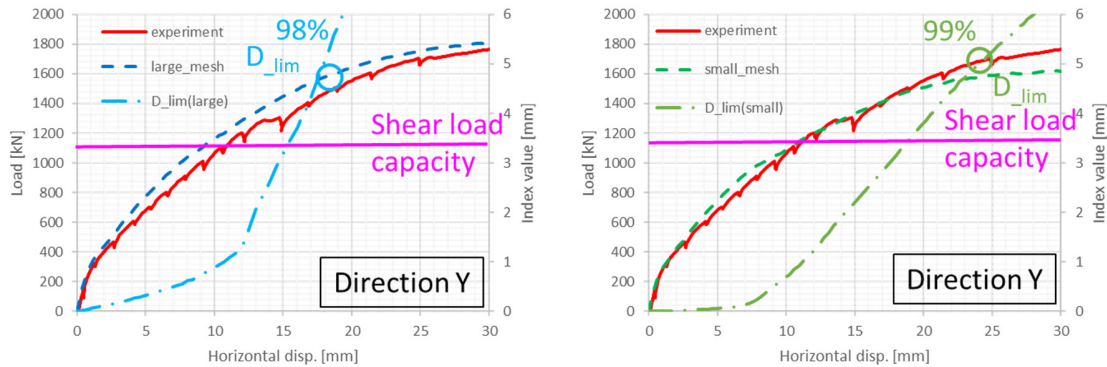 2000
1800
1600
1400
1200
1000
800
600
400
200
0
Load [kN]
experiment
large_mesh
D_lim(large)
98%
D_lim
Shear load
capacity
Direction Y
6
5
4
3
2
1
0
Index value [mm]
0 5 10 15 20 25 30
Horizontal disp. [mm]
2000
1800
1600
1400
1200
1000
800
600
400
200
0
Load [kN]
experiment
small_mesh
D_lim(small)
99%
D_lim
Shear load
capacity
Direction Y
6
5
4
3
2
1
0
Index value [mm]
0 5 10 15 20 25 30
Horizontal disp. [mm]